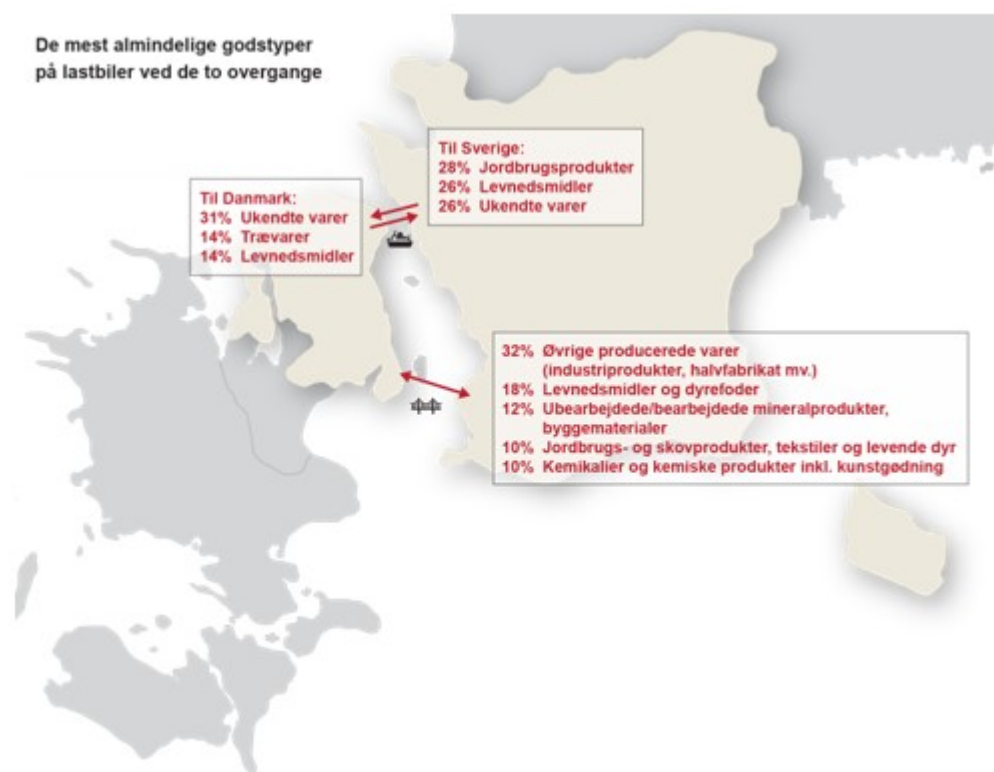 De mest almindelige godstyper
på lastbiler ved de to overgange
Til Sverige:
28% Jordbrugsprodukter
26% Levnedsmidler
26% Ukendte varer
Til Danmark:
31% Ukendte varer
14% Trævarer
14% Levnedsmidler
32% Øvrige producerede varer
(industriprodukter, halvfabrikat mv.)
18% Levnedsmidler og dyrefoder
12% Ubearbejdede/bearbejdede mineralprodukter,
byggematerialer
10% Jordbrugs- og skovprodukter, tekstiler og levende dyr
10% Kemikalier og kemiske produkter inkl. kunstgødning